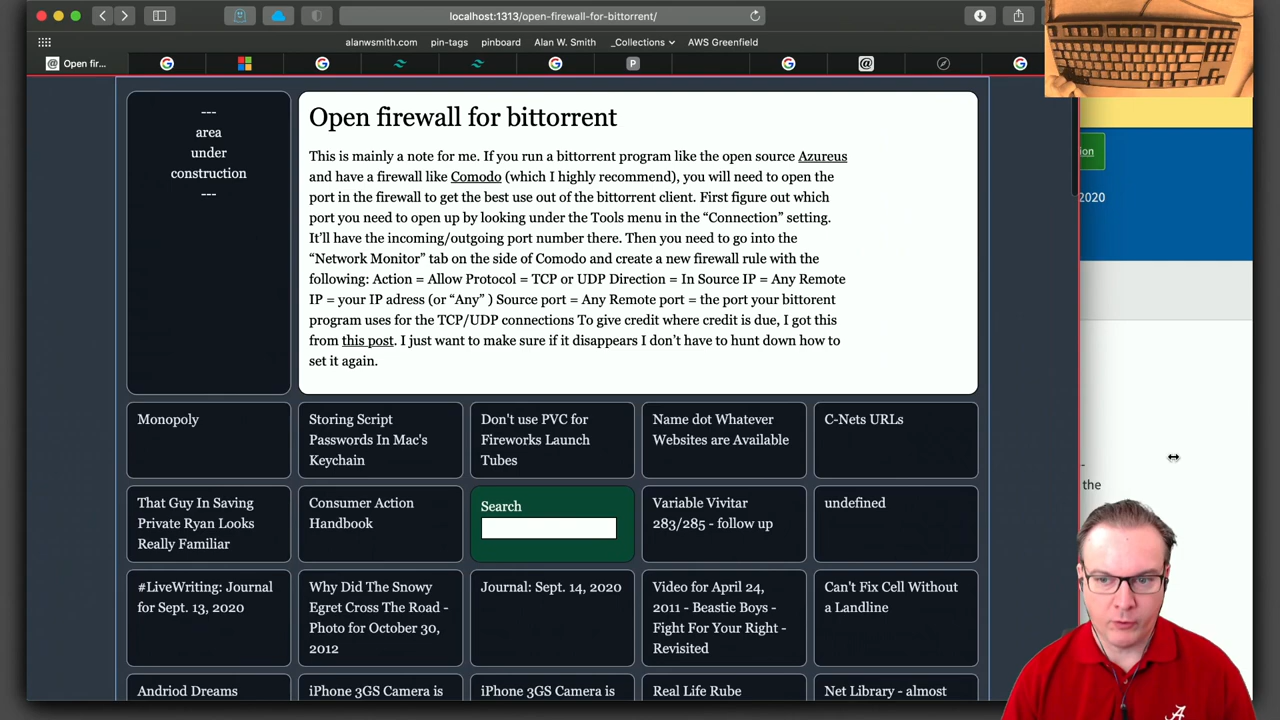 localhost:1313/open-firewall-for-bittorrent/
alanwsmith.com
pin-tags
pinboard
Alan W. Smith
_Collections
AWS Greenfield
@ Open fir...
P
@
---
area
under
construction
---
Open firewall for bittorrent
This is mainly a note for me. If you run a bittorrent program like the open source Azureus
and have a firewall like Comodo (which I highly recommend), you will need to open the
port in the firewall to get the best use out of the bittorrent client. First figure out which
port you need to open up by looking under the Tools menu in the “Connection” setting.
It’ll have the incoming/outgoing port number there. Then you need to go into the
“Network Monitor” tab on the side of Comodo and create a new firewall rule with the
following: Action = Allow Protocol = TCP or UDP Direction = In Source IP = Any Remote
IP = your IP adress (or “Any” ) Source port = Any Remote port = the port your bittorent
program uses for the TCP/UDP connections To give credit where credit is due, I got this
from this post. I just want to make sure if it disappears I don’t have to hunt down how to
set it again.
Monopoly
Storing Script
Passwords In Mac's
Keychain
Don't use PVC for
Fireworks Launch
Tubes
Name dot Whatever
Websites are Available
C-Nets URLs
That Guy In Saving
Private Ryan Looks
Really Familiar
Consumer Action
Handbook
Search
Variable Vivitar
283/285 - follow up
undefined
#LiveWriting: Journal
for Sept. 13, 2020
Why Did The Snowy
Egret Cross The Road -
Photo for October 30,
2012
Journal: Sept. 14, 2020
Video for April 24,
2011 - Beastie Boys -
Fight For Your Right -
Revisited
Can't Fix Cell Without
a Landline
Andriod Dreams
iPhone 3GS Camera is
iPhone 3GS Camera is
Real Life Rube
Net Library - almost
ion
2020
-
the
A